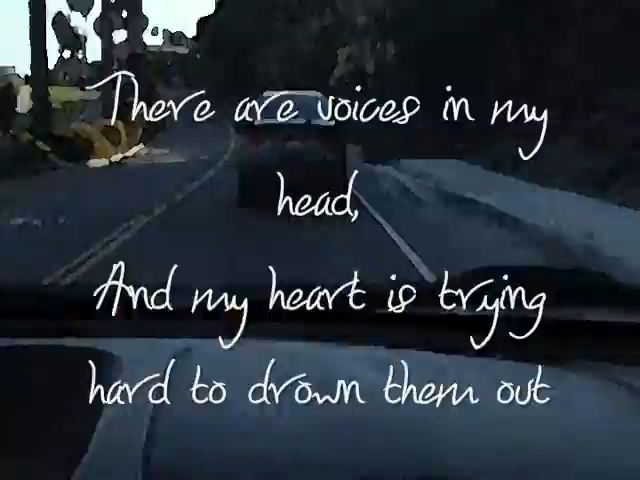 There are voices in my
head,
And my heart is trying
hard to drown them out